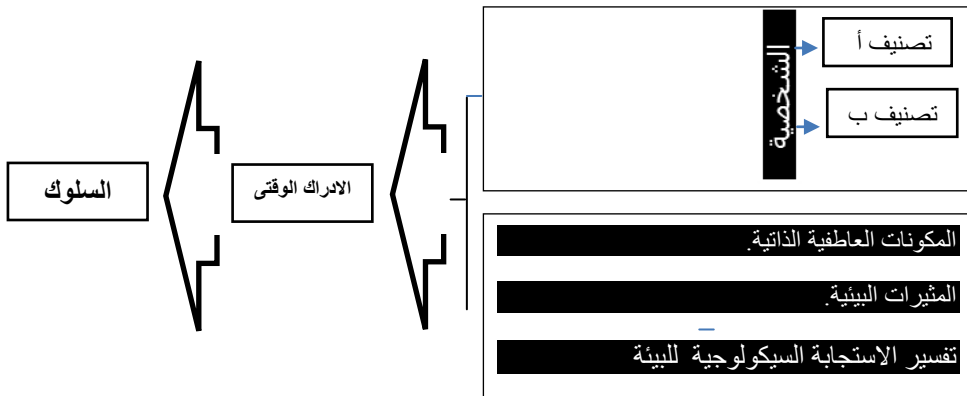 تصنيف أ
الشخصية
تصنيف ب
الادراك الوقتى
السلوك
المكونات العاطفية الذاتية.
المثيرات البيئية.
تفسير الاستجابة السيكولوجية للبيئة